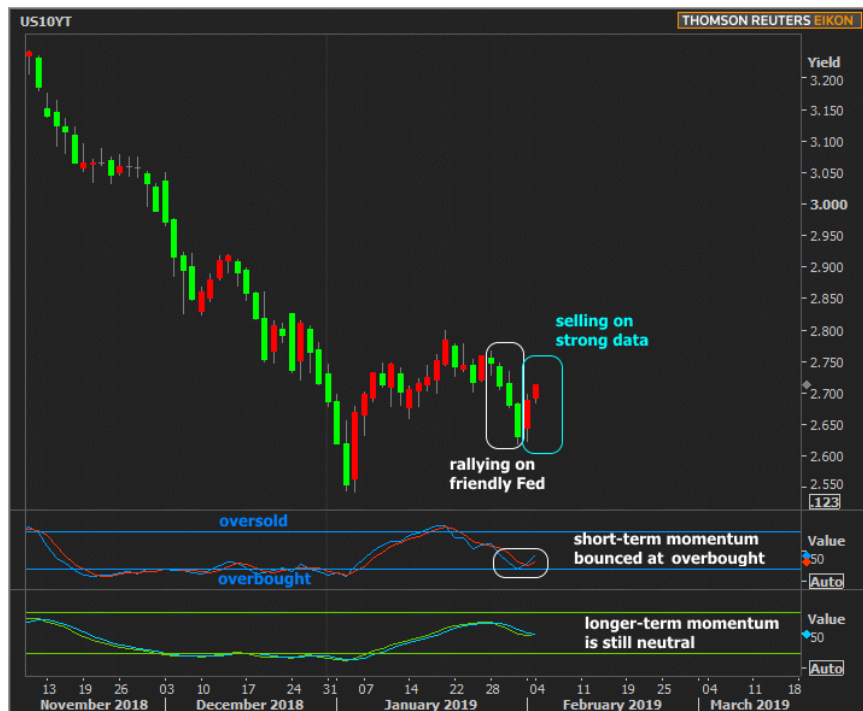 US10YT
THOMSON REUTERS EIKON
Yield
3.200
3.150
3.100
3.050
3.000
2.950
2.900
2.850
2.800
2.750
2.700
2.650
2.600
2.550
.123
selling on
strong data
rallying on
friendly Fed
oversold
overbought
short-term momentum
bounced at overbought
Value
50
Auto
longer-term momentum
is still neutral
Value
50
Auto
13 19 26 03 10 17 24 31 07 14 22 28 04 11 19 25 04 11 18
November 2018 December 2018 January 2019 February 2019 March 2019